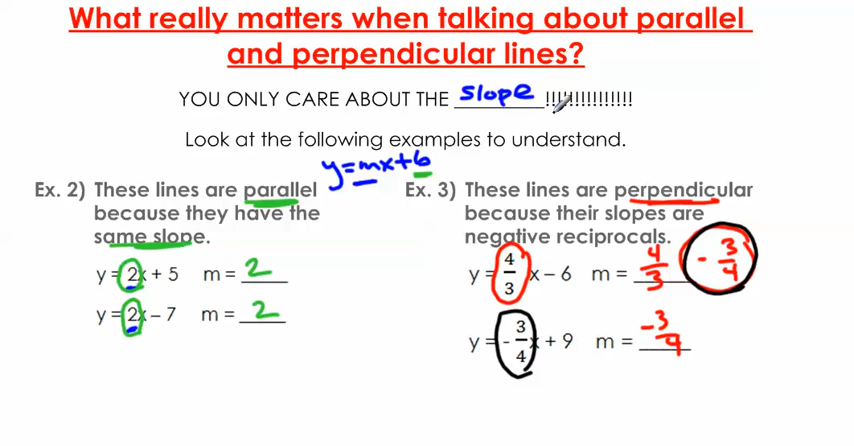 What really matters when talking about parallel
and perpendicular lines?
YOU ONLY CARE ABOUT THE slope !!!!!!!!!!!!!!
Look at the following examples to understand.
y=mx+b
Ex. 2) These lines are parallel
because they have the
same slope.
y = 2x + 5 m = 2
y = 2x – 7 m = 2
Ex. 3) These lines are perpendicular
because their slopes are
negative reciprocals.
y = 4/3 x – 6 m = 4/3 - 3/4
y = - 3/4 x + 9 m = -3/4